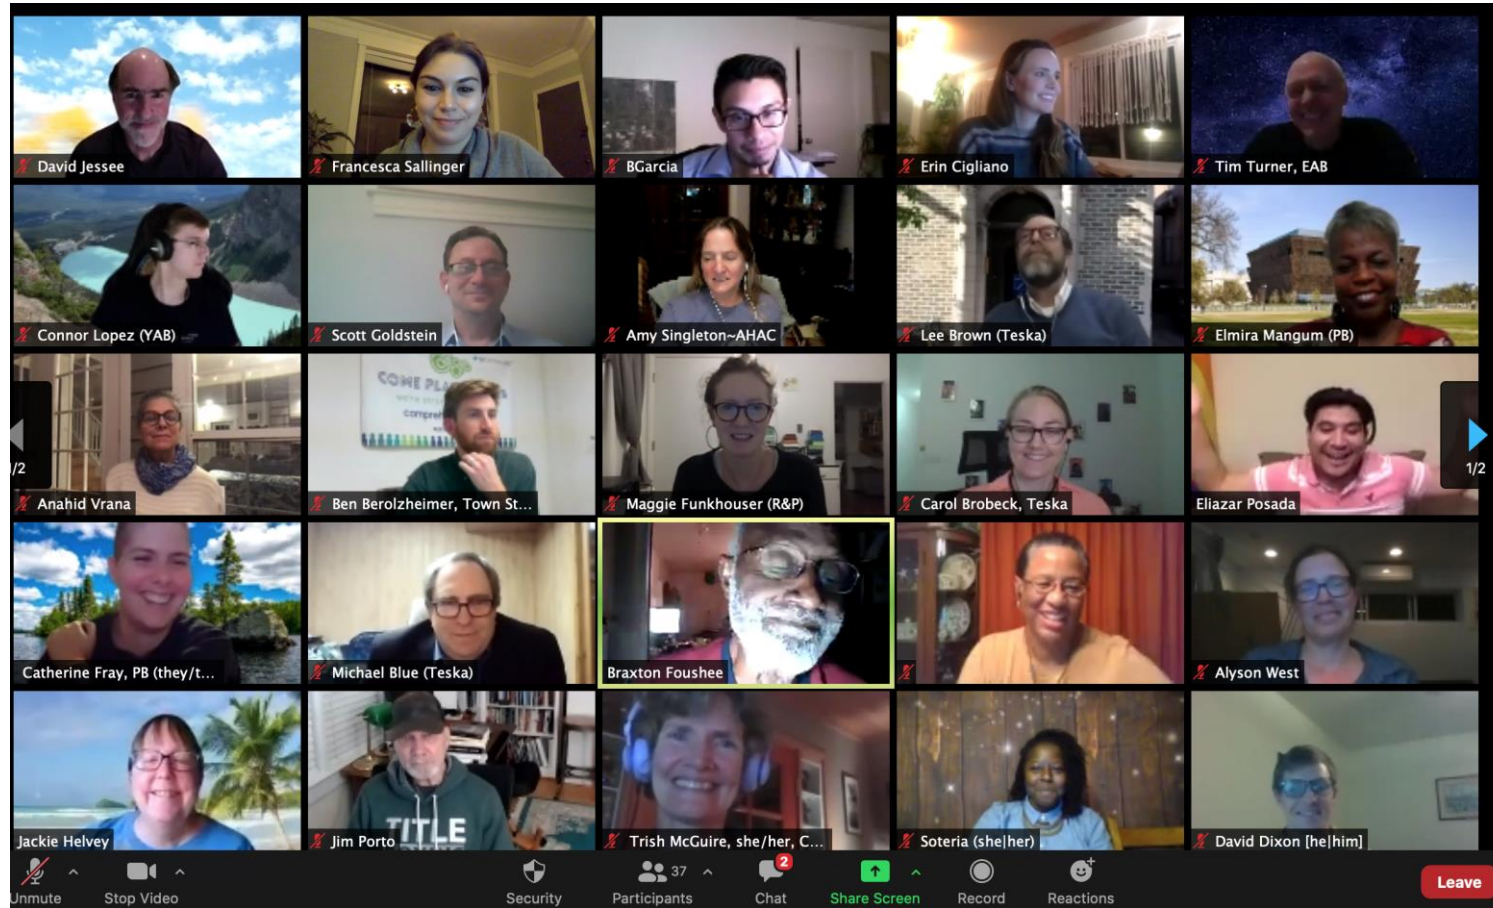 David Jessee
Francesca Sallinger
BGarcia
Erin Cigliano
Tim Turner, EAB
Connor Lopez (YAB)
Scott Goldstein
Amy Singleton~AHAC
Lee Brown (Teska)
Elmira Mangum (PB)
COME PLA
compreh
/2
1/2
Anahid Vrana
Ben Berolzheimer, Town St...
Maggie Funkhouser (R&P)
Carol Brobeck, Teska
Eliazar Posada
Catherine Fray, PB (they/t...
Michael Blue (Teska)
Braxton Foushee
Alyson West
TITLE
Jackie Helvey
Jim Porto
Trish McGuire, she/her, C...
Soteria (she|her)
David Dixon [he|him]
37
2
Unmute
Stop Video
Security
Participants
Chat
Share Screen
Record
Reactions
Leave